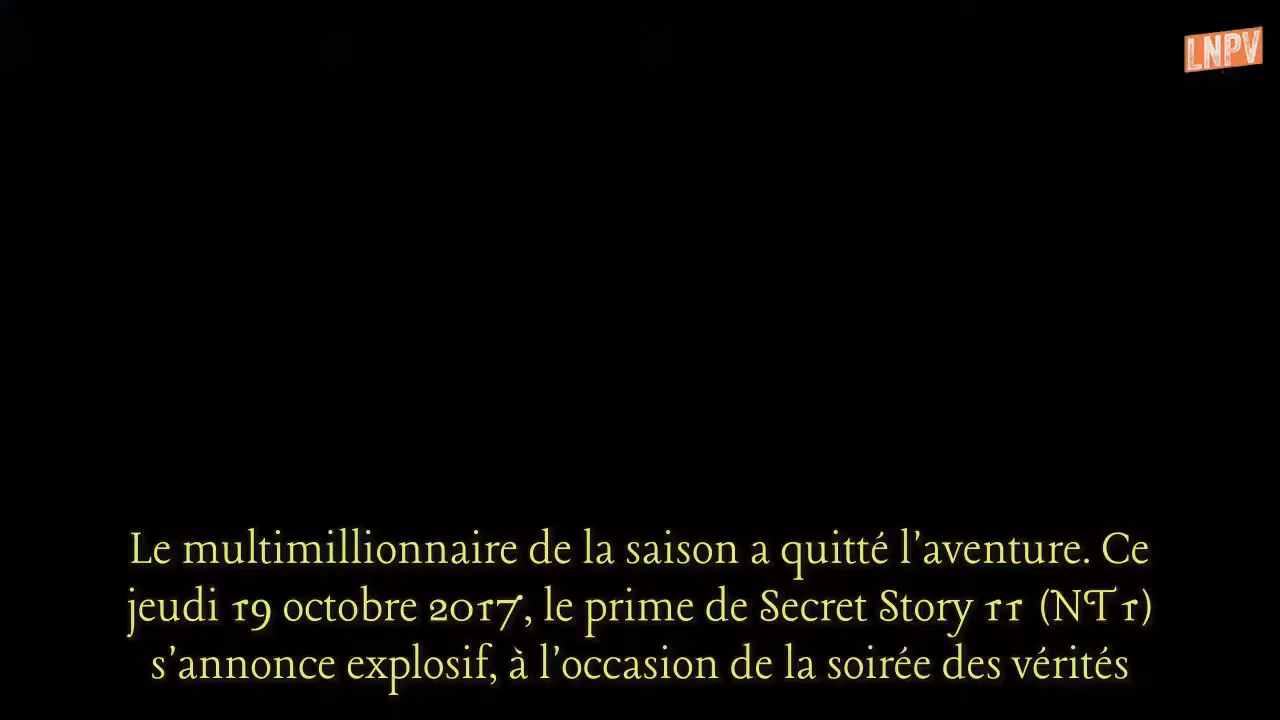 LNPV
Le multimillionnaire de la saison a quitté l'aventure. Ce
jeudi 19 octobre 2017, le prime de Secret Story 11 (NT1)
s'annonce explosif, à l'occasion de la soirée des vérités